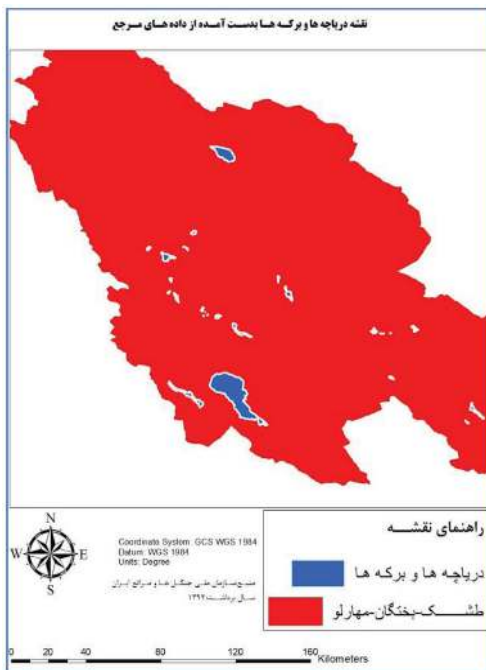 نقشه دریاچه ها و برکه ها بدست آمده از داده های مرجع
راهنمای نقشه
دریاچه ها و برکه ها
طشک-بختگان-مهارلو
N
W E
S
Coordinate System: GCS WGS 1984
Datum: WGS 1984
Units: Degree
منبع:سازمان ملی جنگل ها و مراتع ایران
سال برداشت:۱۳۹۲
0 20 40 80 120 160
Kilometers